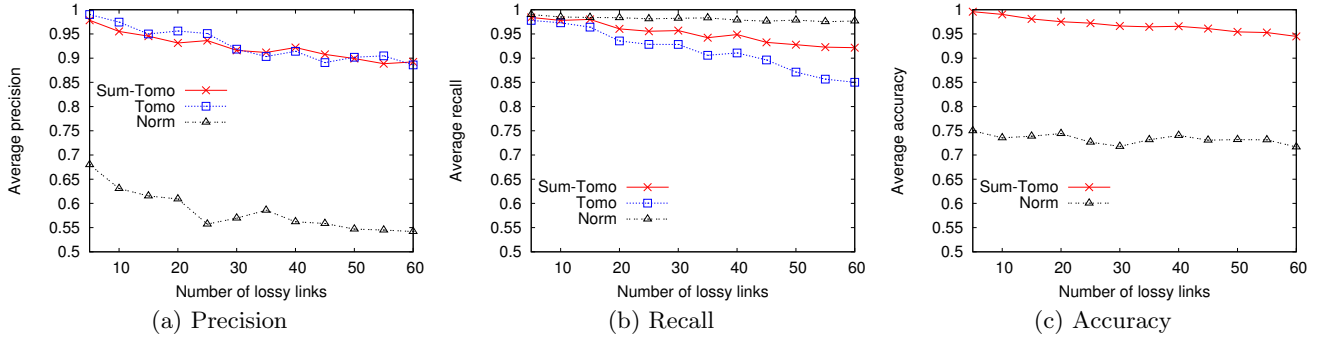 1
0.95
0.9
0.85
0.8
0.75
0.7
0.65
0.6
0.55
0.5
Average precision
Sum-Tomo
Tomo
Norm
10 20 30 40 50 60
Number of lossy links
(a) Precision
1
0.95
0.9
0.85
0.8
0.75
0.7
0.65
0.6
0.55
0.5
Average recall
Sum-Tomo
Tomo
Norm
10 20 30 40 50 60
Number of lossy links
(b) Recall
1
0.95
0.9
0.85
0.8
0.75
0.7
0.65
0.6
0.55
0.5
Average accuracy
Sum-Tomo
Norm
10 20 30 40 50 60
Number of lossy links
(c) Accuracy